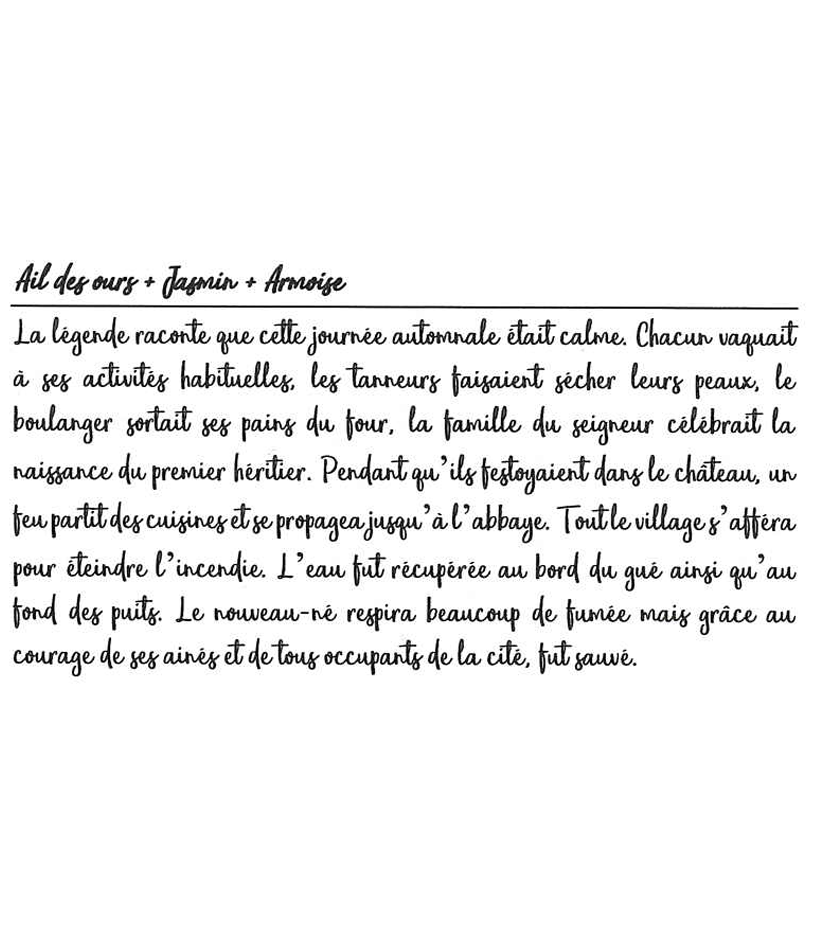 Ail des ours + Jasmin + Armoise
La légende raconte que cette journée automnale était calme. Chacun vaquait
à ses activités habituelles, les tanneurs faisaient sécher leurs peaux, le
boulanger sortait ses pains du four, la famille du seigneur célébrait la
naissance du premier héritier. Pendant qu'ils festoyaient dans le château, un
feu partit des cuisines et se propagea jusqu'à l'abbaye. Tout le village s'afféra
pour éteindre l'incendie. L'eau fut récupérée au bord du gué ainsi qu'au
fond des puits. Le nouveau-né respira beaucoup de fumée mais grâce au
courage de ses ainés et de tous occupants de la cité, fut sauvé.